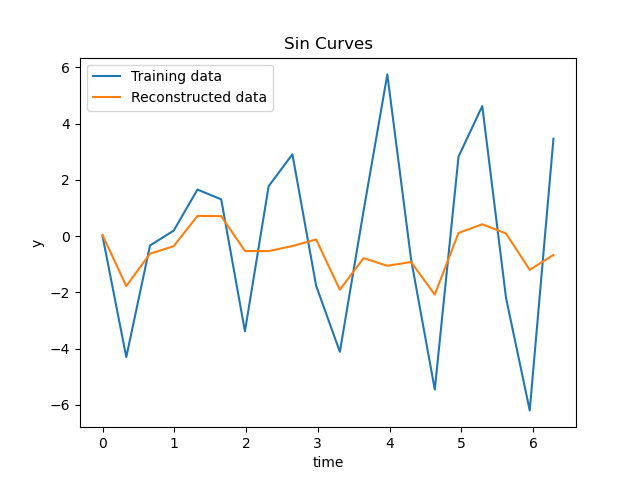 Sin Curves
Training data
Reconstructed data
6
4
2
0
−2
−4
−6
y
0 1 2 3 4 5 6
time